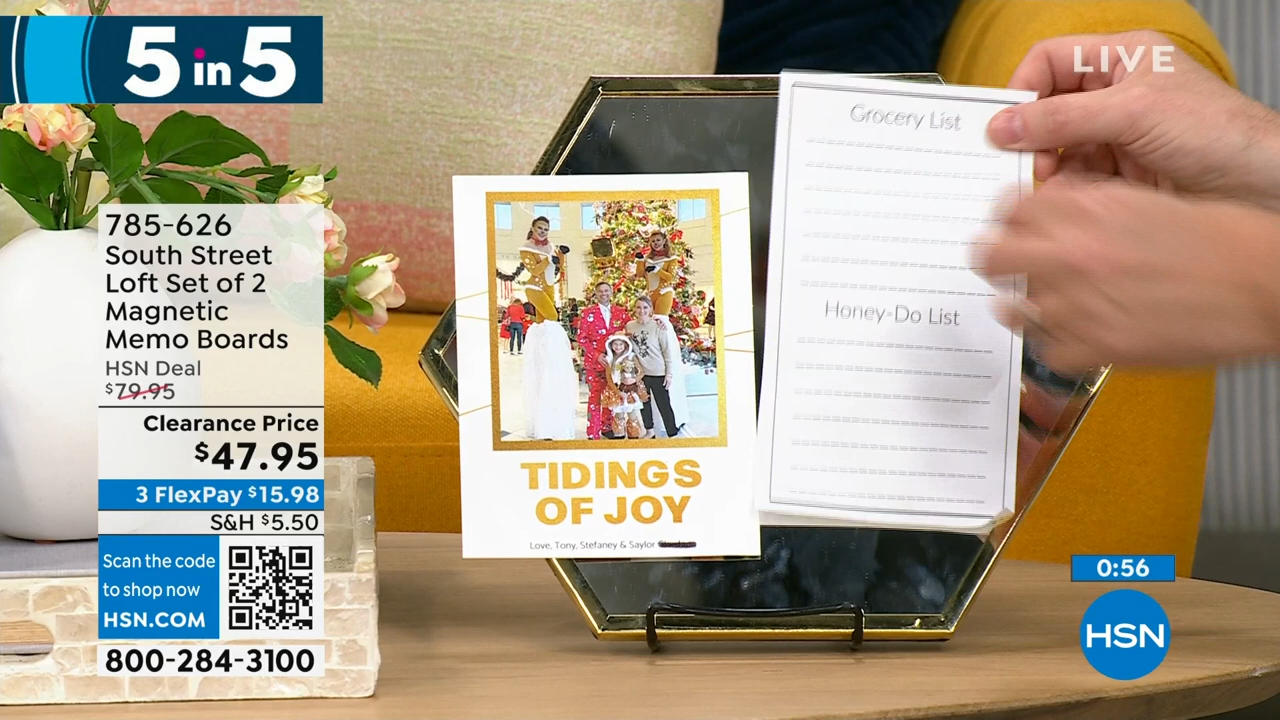 5 in 5
LIVE
785-626
South Street
Loft Set of 2
Magnetic
Memo Boards
HSN Deal
$79.95
Clearance Price
$47.95
3 FlexPay $15.98
S&H $5.50
Scan the code
to shop now
HSN.COM
800-284-3100
TIDINGS
OF JOY
Love, Tony, Stefaney & Saylor
Grocery List
Honey-Do List
0:56
HSN